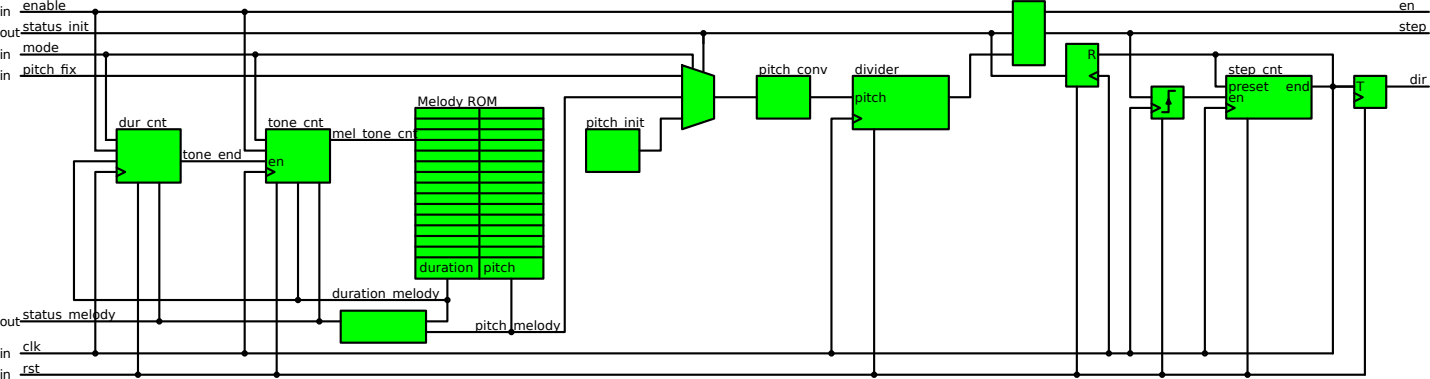 in enable en
out status_init step
in mode R
in pitch_fix pitch_conv divider step_cnt dir
preset end T
pitch en
Melody ROM
dur_cnt tone_cnt mel_tone_cnt pitch_init
tone_end en
duration pitch
duration_melody
out status_melody pitch_melody
in clk
in rst